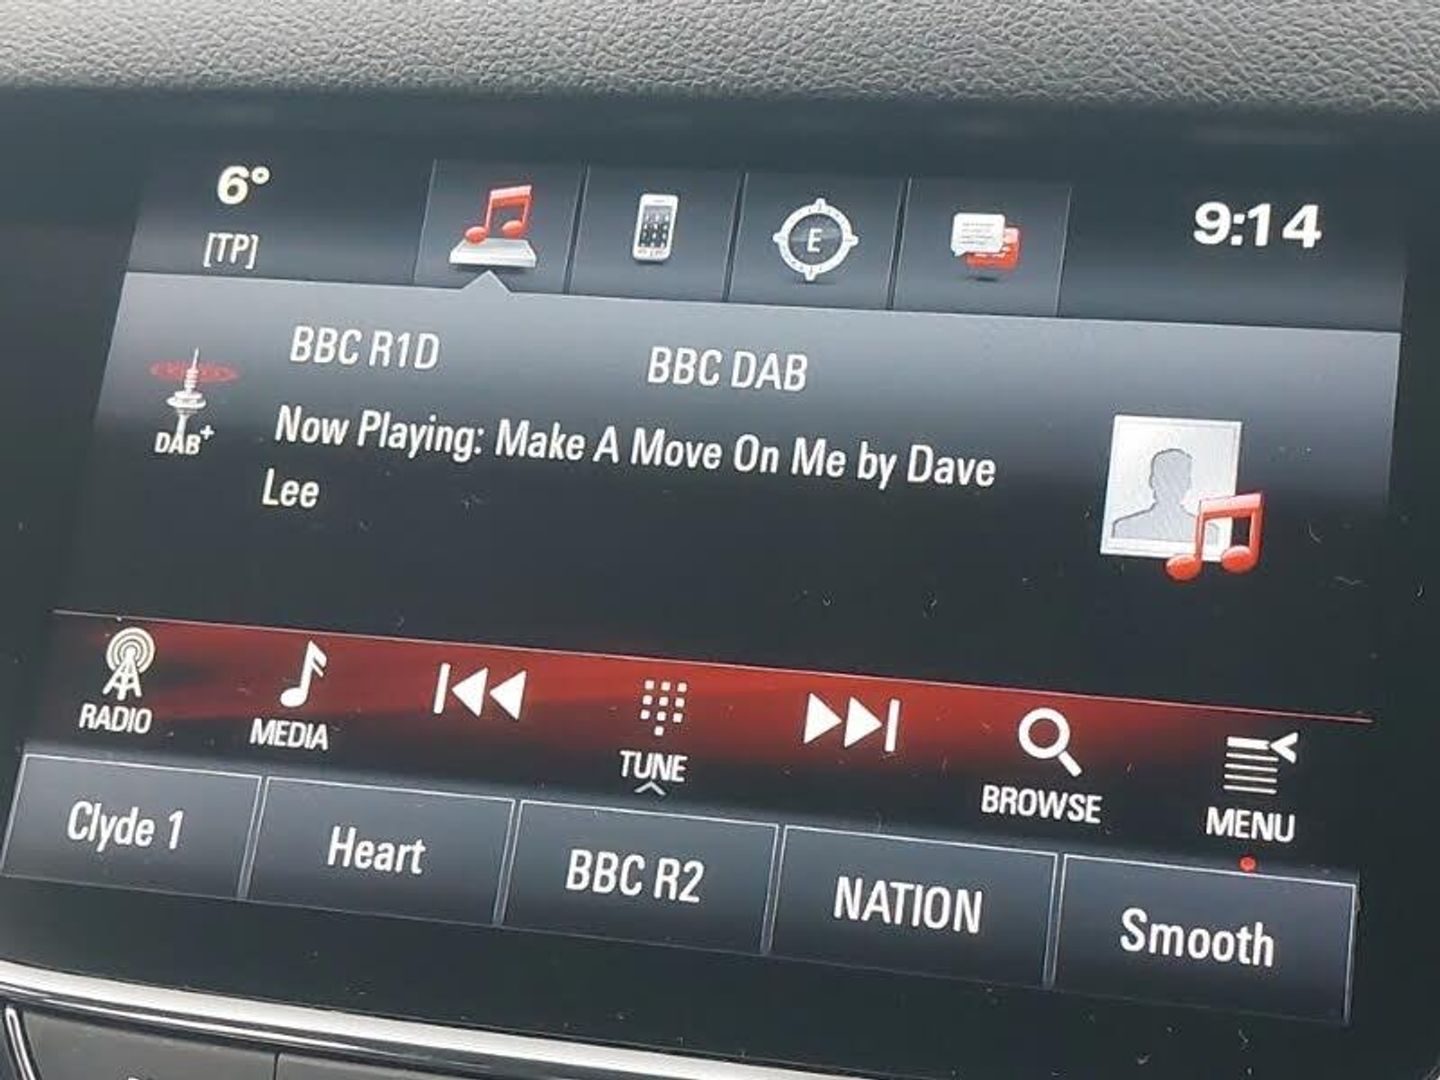 6°
9:14
[TP]
E
BBC R1D
BBC DAB
DAB+
Now Playing: Make A Move On Me by Dave
Lee
RADIO
MEDIA
TUNE
BROWSE
MENU
Clyde 1
Heart
BBC R2
NATION
Smooth